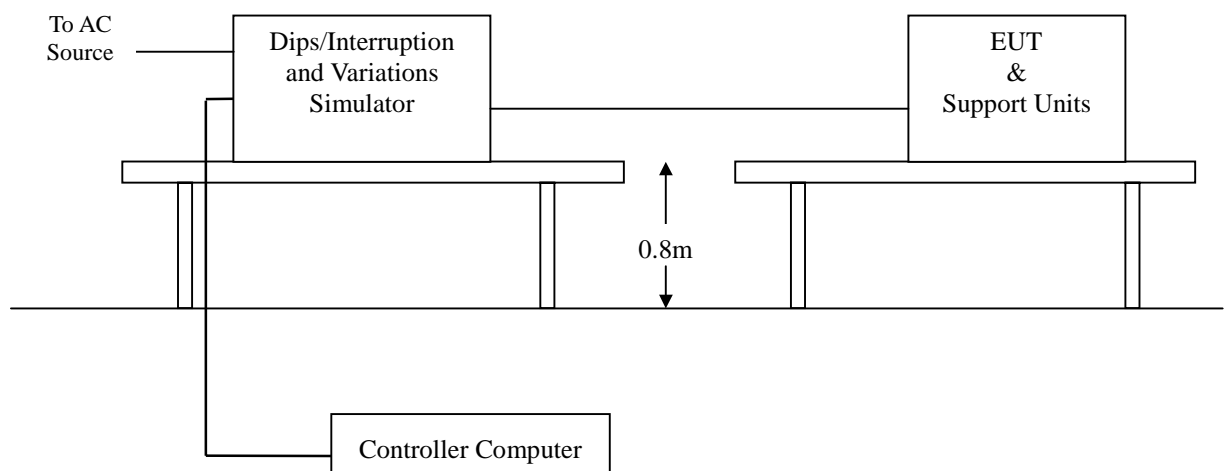 To AC
Source
Dips/Interruption
and Variations
Simulator
EUT
&
Support Units
0.8m
Controller Computer